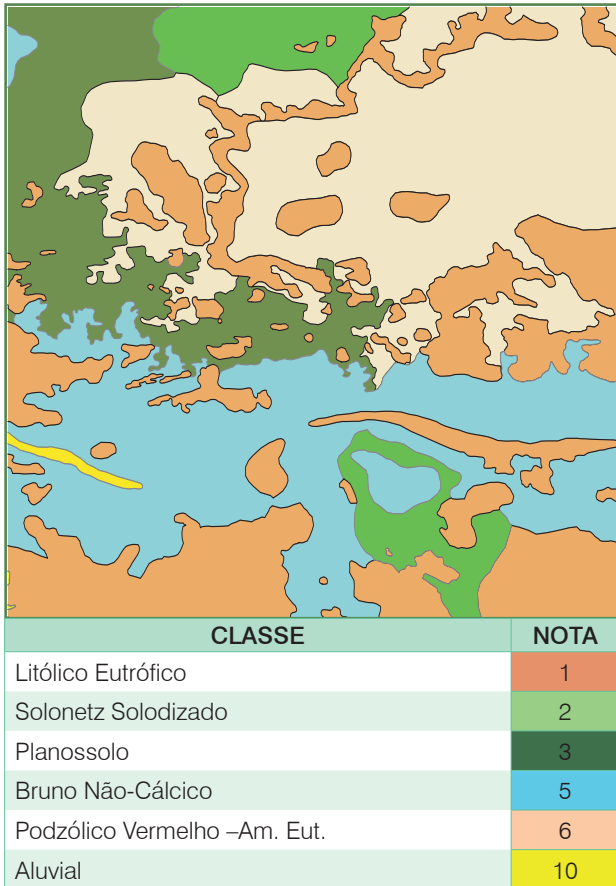 CLASSE NOTA
Litólico Eutrófico 1
Solonetz Solodizado 2
Planossolo 3
Bruno Não-Cálcico 5
Podzólico Vermelho –Am. Eut. 6
Aluvial 10